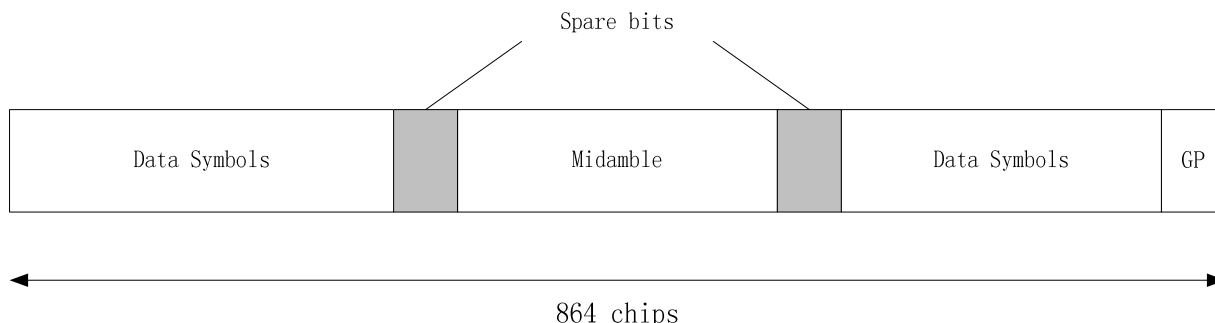 Spare bits
Data Symbols
Midamble
Data Symbols
GP
864 chips